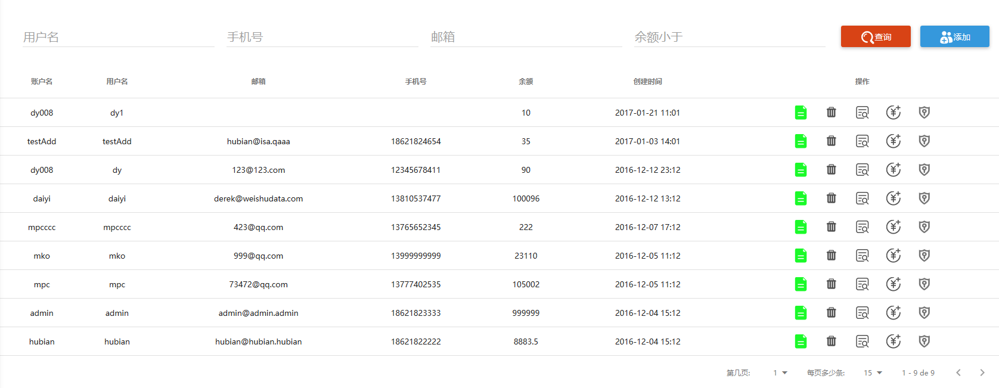 用户名 手机号 邮箱 余额小于 查询 添加
账户名 用户名 邮箱 手机号 余额 创建时间 操作
dy008 dy1 10 2017-01-21 11:01
testAdd testAdd hubian@isa.qaaa 18621824654 35 2017-01-03 14:01
dy008 dy 123@123.com 12345678411 90 2016-12-12 23:12
daiyi daiyi derek@weishudata.com 13810537477 100096 2016-12-12 13:12
mpcccc mpcccc 423@qq.com 13765652345 222 2016-12-07 17:12
mko mko 999@qq.com 13999999999 23110 2016-12-05 11:12
mpc mpc 73472@qq.com 13777402535 105002 2016-12-05 11:12
admin admin admin@admin.admin 18621823333 999999 2016-12-04 15:12
hubian hubian hubian@hubian.hubian 18621822222 8883.5 2016-12-04 15:12
第几页: 1 每页多少条: 15 1 - 9 de 9